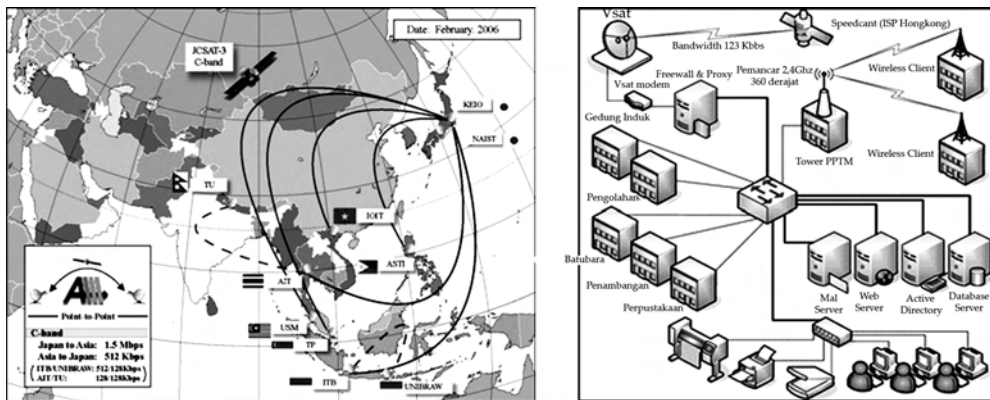 Date: February, 2006
JCSAT-3
C-band
KEIO
NAIST
TU
IOIT
ASTI
AIT
USM
TP
ITB
UNIBRAW
AI
Point-to-Point
C-band
Japan to Asia: 1.5 Mbps
Asia to Japan: 512 Kbps
(ITB/UNIBRAW: 512/128Kbps
AIT/TU: 128/128Kbps)
Vsat
Speedcant (ISP Hongkong)
Bandwidth 123 Kbbs
Pemancar 2,4Ghz
360 derajat
Wireless Client
Firewall & Proxy
Vsat modem
Gedung Induk
Tower PPTM
Wireless Client
Pengolahan
Batubara
Penambangan
Perpustakaan
Mal
Server
Web
Server
Active
Directory
Database
Server